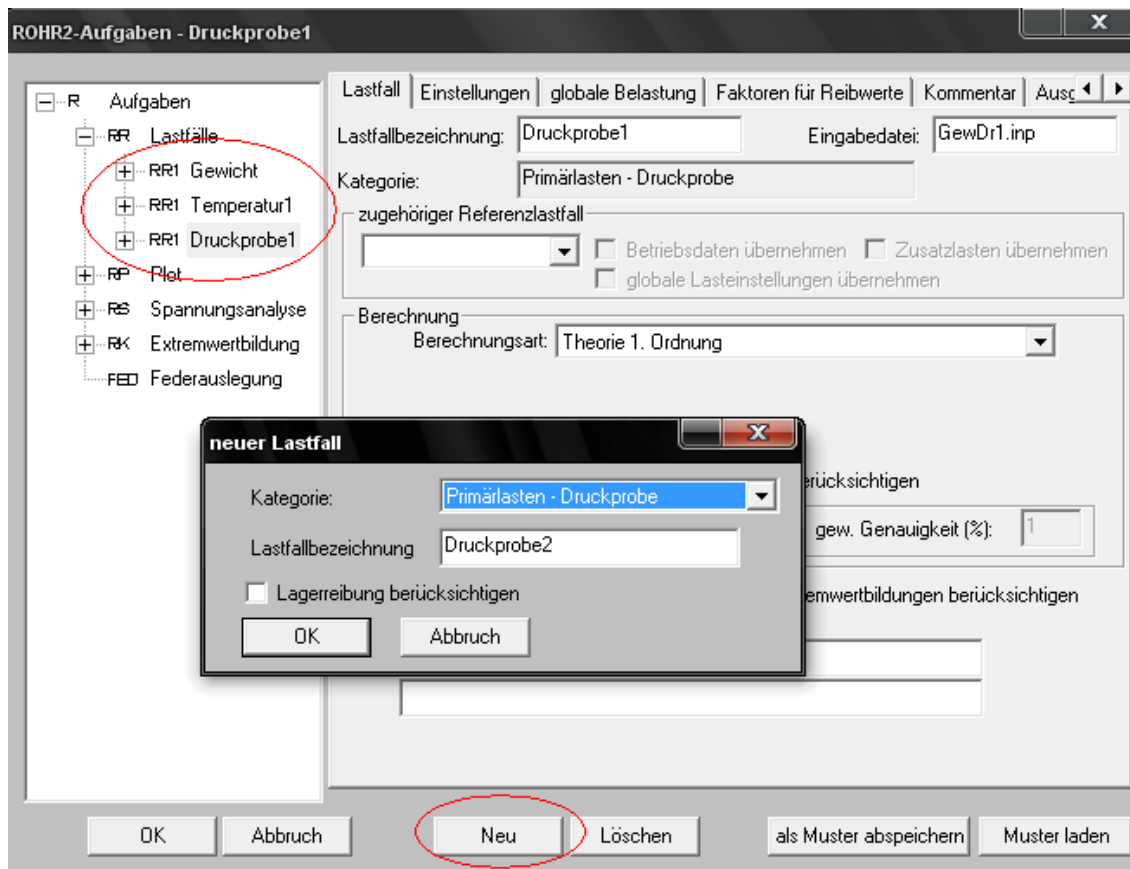 ROHR2-Aufgaben - Druckprobe1
x
R Aufgaben
RR Lastfälle
RR1 Gewicht
RR1 Temperatur1
RR1 Druckprobe1
RP Plot
RS Spannungsanalyse
RK Extremwertbildung
FED Federauslegung
Lastfall Einstellungen globale Belastung Faktoren für Reibwerte Kommentar
Lastfallbezeichnung: Druckprobe1 Eingabedatei: GewDr1.inp
Kategorie: Primärlasten - Druckprobe
zugehöriger Referenzlastfall
Betriebsdaten übernehmen Zusatzlasten übernehmen
globale Lasteinstellungen übernehmen
Berechnung
Berechnungsart: Theorie 1. Ordnung
gew. Genauigkeit (%): 1
berücksichtigen
neuer Lastfall
x
Kategorie: Primärlasten - Druckprobe
Lastfallbezeichnung Druckprobe2
Lagerreibung berücksichtigen
OK Abbruch
OK Abbruch Neu Löschen als Muster abspeichern Muster laden